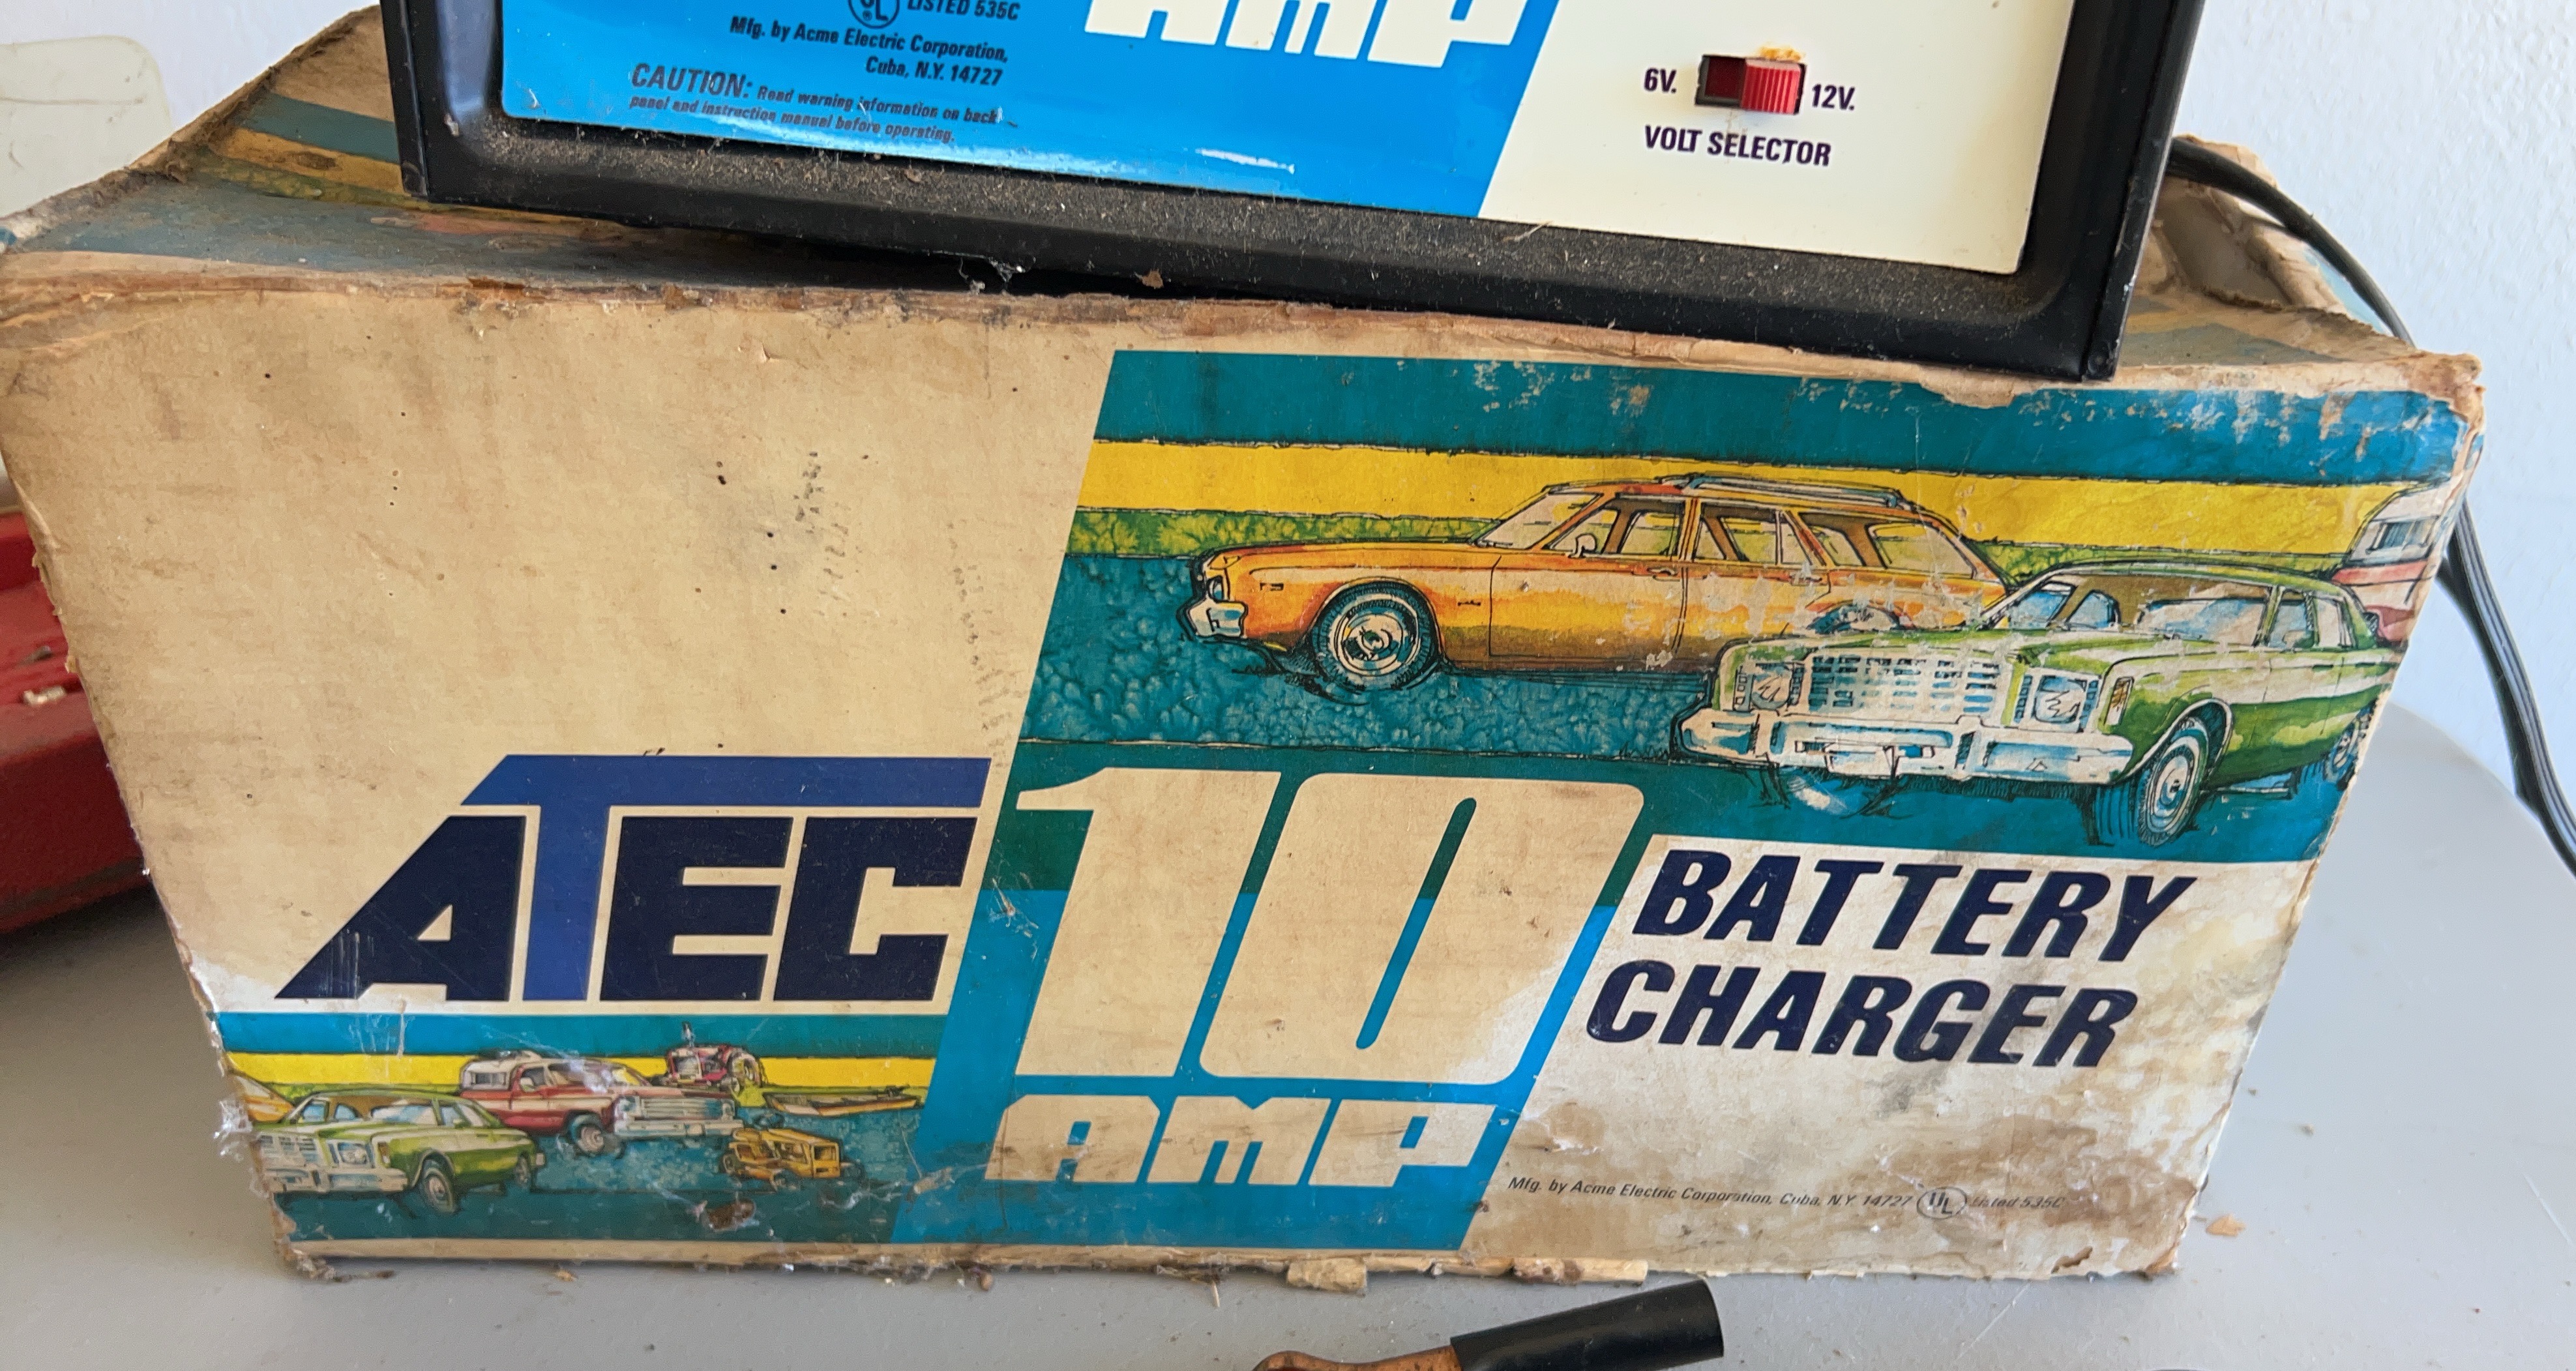 LISTED 535C
Mfg. by Acme Electric Corporation,
Cuba, N.Y. 14727
CAUTION: Read warning information on back
panel and instruction manual before operating.
AMP
6V.
12V.
VOLT SELECTOR
ATEC
10
AMP
BATTERY
CHARGER
Mfg. by Acme Electric Corporation, Cuba, N.Y. 14727 UL Listed 535C